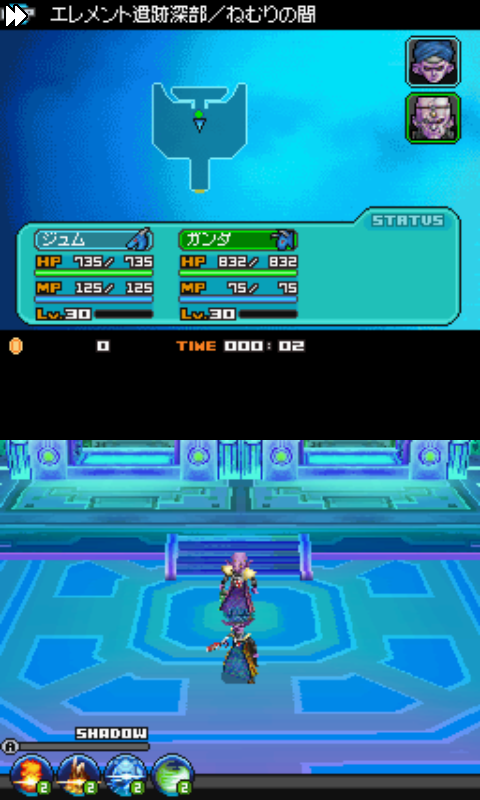 エレメント遺跡深部／ねむりの間
STATUS
ジュム ガンダ
HP 735/ 735 HP 832/ 832
MP 125/ 125 MP 75/ 75
Lv.30 Lv.30
0 TIME 000:02
SHADOW
A
2 2 2 2